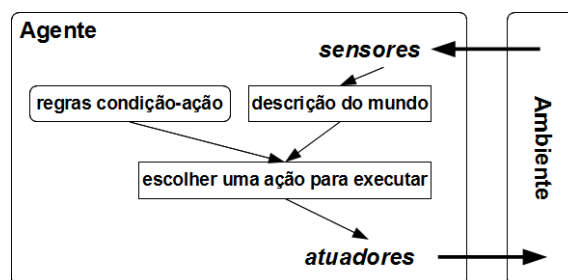 Agente
sensores
regras condição-ação
descrição do mundo
escolher uma ação para executar
atuadores
Ambiente